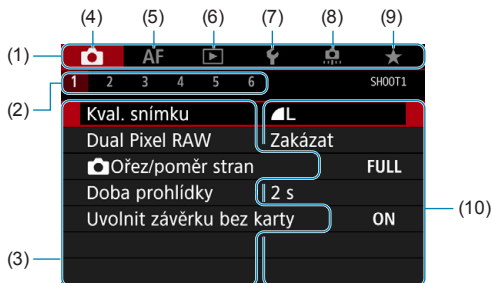 (4) (5) (6) (7) (8) (9)
(1) AF
(2) 1 2 3 4 5 6 SHOOT1
Kval. snímku L
Dual Pixel RAW Zakázat
Ořez/poměr stran FULL
Doba prohlídky 2 s
Uvolnit závěrku bez karty ON
(10)
(3)